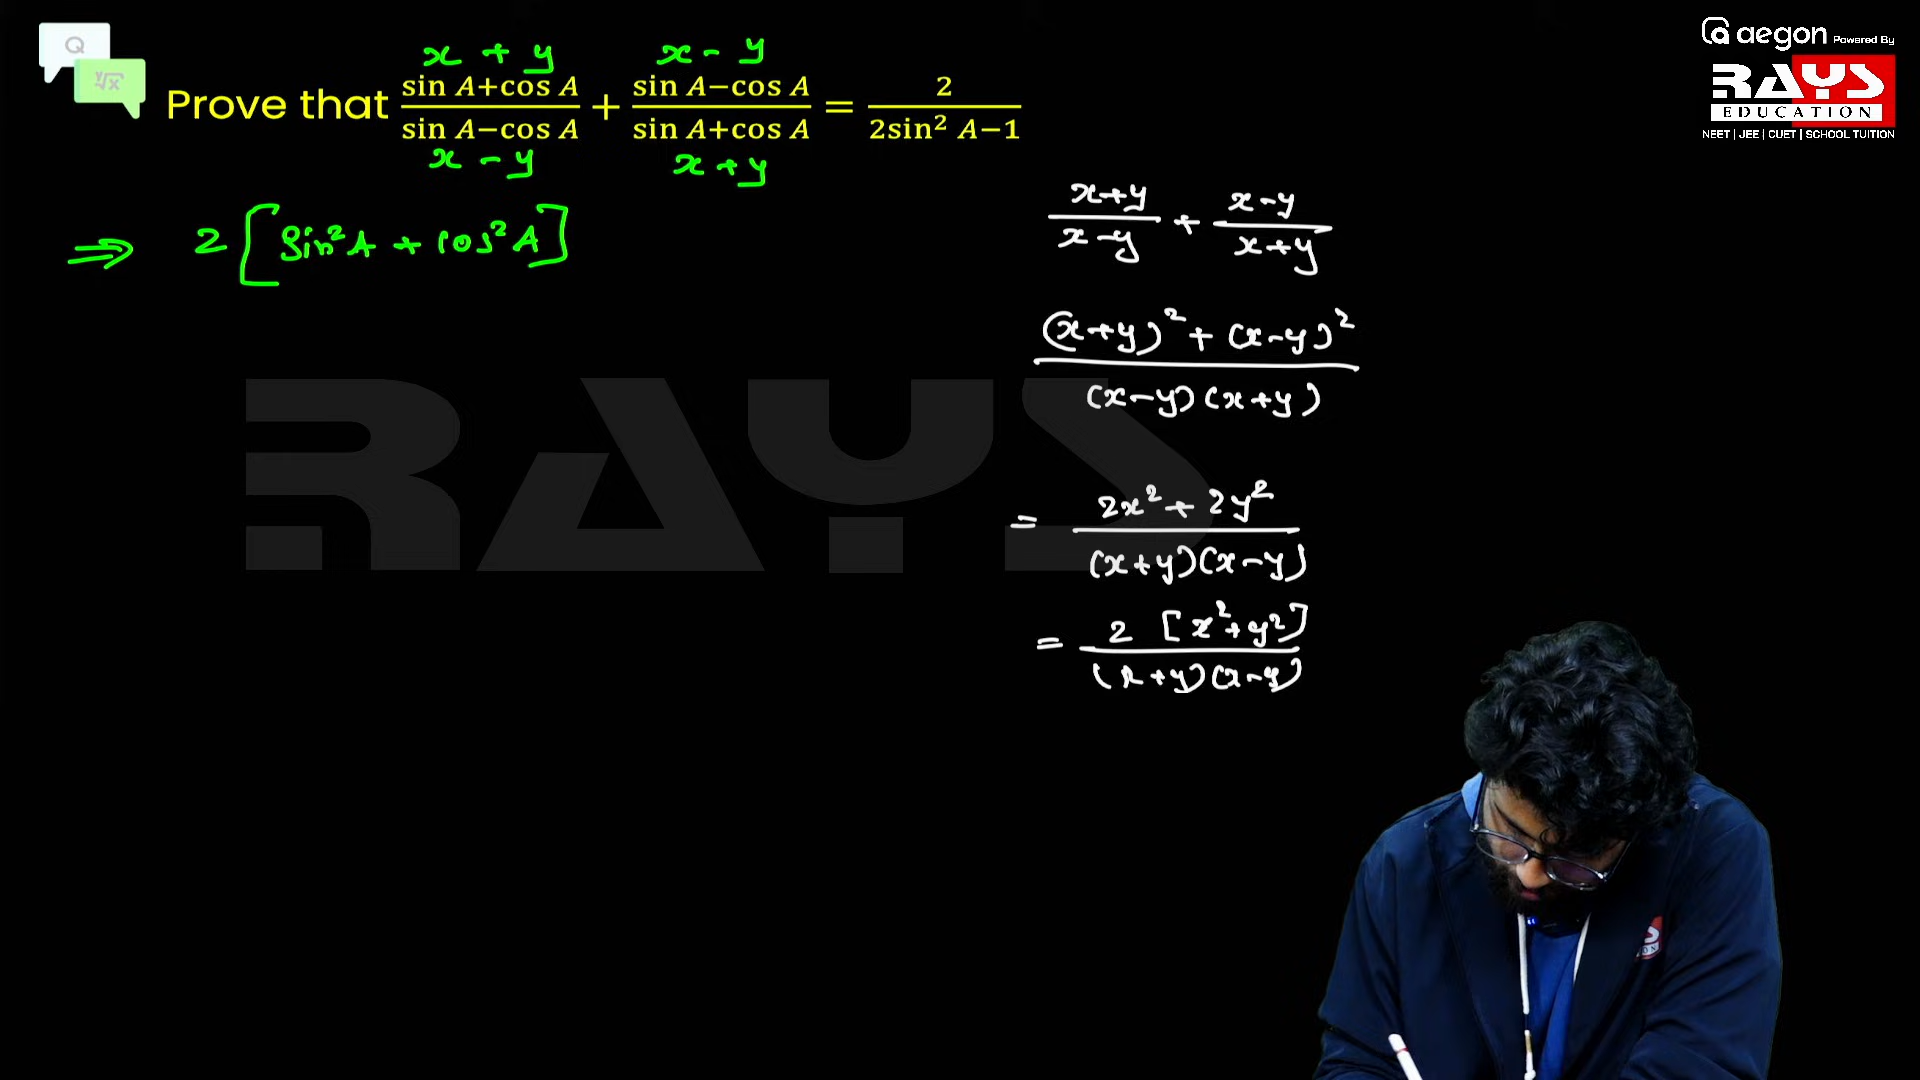 Q
√x
aegon Powered By
RAYS
EDUCATION
NEET | JEE | CUET | SCHOOL TUITION
x + y    x - y
Prove that (sin A+cos A)/(sin A−cos A) + (sin A−cos A)/(sin A+cos A) = 2/(2sin² A−1)
x - y    x + y
⇒ 2 [Sin²A + cos²A]
(x+y)/(x-y) + (x-y)/(x+y)
((x+y)² + (x-y)²)/((x-y)(x+y))
= (2x² + 2y²)/((x+y)(x-y))
= (2 [x²+y²])/((x+y)(x-y))
RAYS